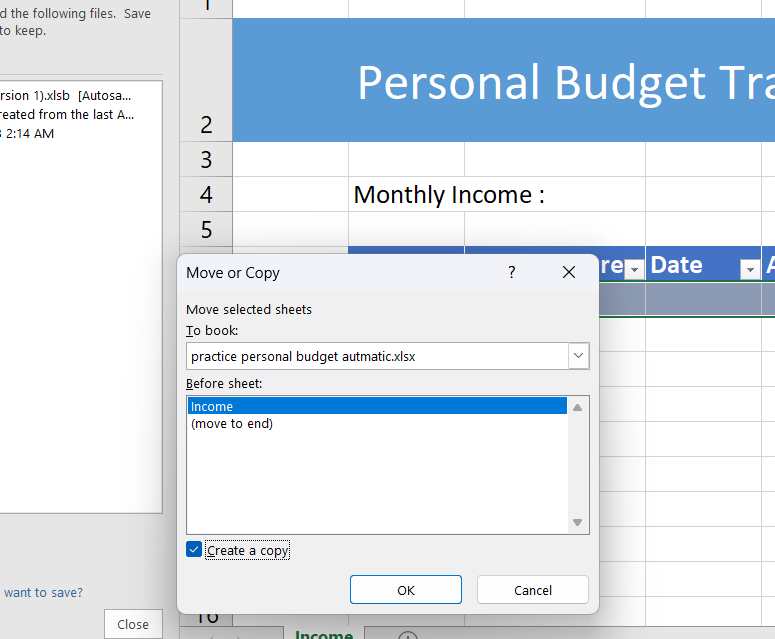 d the following files. Save
to keep.
rsion 1).xlsb [Autosa...
reated from the last A...
2:14 AM
want to save?
Close
1
2
3
4
5
16
Personal Budget Tra
Monthly Income :
re
Date
A
Move or Copy
?
Move selected sheets
To book:
practice personal budget autmatic.xlsx
Before sheet:
Income
(move to end)
Create a copy
OK
Cancel
Income